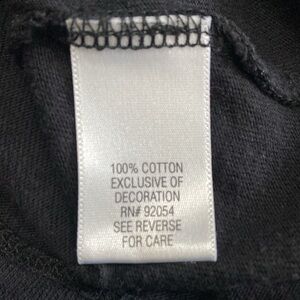 100% COTTON
EXCLUSIVE OF
DECORATION
RN# 92054
SEE REVERSE
FOR CARE